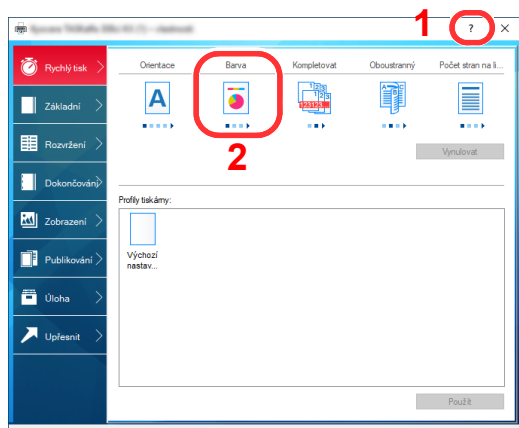 1
?
Rychlý tisk
Orientace Barva Kompletovat Oboustranný Počet stran na li...
A
123123
Základní
2
Rozvržení
Vynulovat
Dokončování
Profily tiskárny:
Zobrazení
Výchozí
nastav...
Publikování
Úloha
Upřesnit
Použít